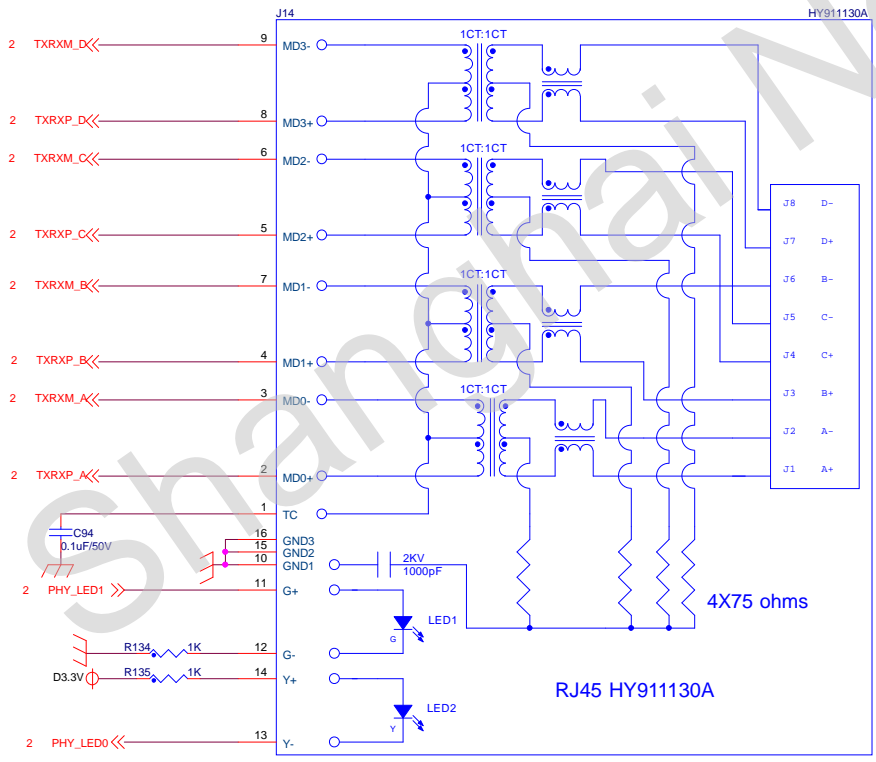 J14 HY911130A
2 TXRXM_D 9 MD3- 1CT:1CT
2 TXRXP_D 8 MD3+
2 TXRXM_C 6 MD2- 1CT:1CT
J8 D-
2 TXRXP_C 5 MD2+
J7 D+
2 TXRXM_B 7 MD1- 1CT:1CT J6 B-
J5 C-
2 TXRXP_B 4 MD1+ J4 C+
2 TXRXM_A 3 MD0- 1CT:1CT J3 B+
J2 A-
2 TXRXP_A 2 MD0+ J1 A+
1 TC
C94
0.1uF/50V
16 GND3
15 GND2
10 GND1
2KV
1000pF
2 PHY_LED1 11 G+
4X75 ohms
LED1
G
R134 1K 12 G-
D3.3V R135 1K 14 Y+
RJ45 HY911130A
LED2
Y
2 PHY_LED0 13 Y-
Shanghai N